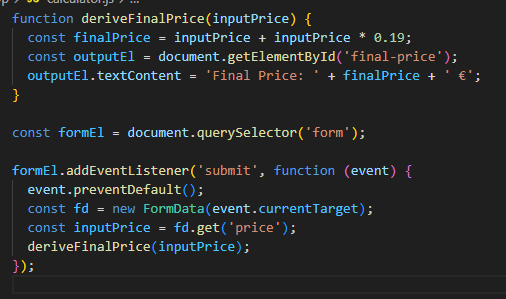 calculator.js > ...
function deriveFinalPrice(inputPrice) {
  const finalPrice = inputPrice + inputPrice * 0.19;
  const outputEl = document.getElementById('final-price');
  outputEl.textContent = 'Final Price: ' + finalPrice + ' €';
}

const formEl = document.querySelector('form');

formEl.addEventListener('submit', function (event) {
  event.preventDefault();
  const fd = new FormData(event.currentTarget);
  const inputPrice = fd.get('price');
  deriveFinalPrice(inputPrice);
});